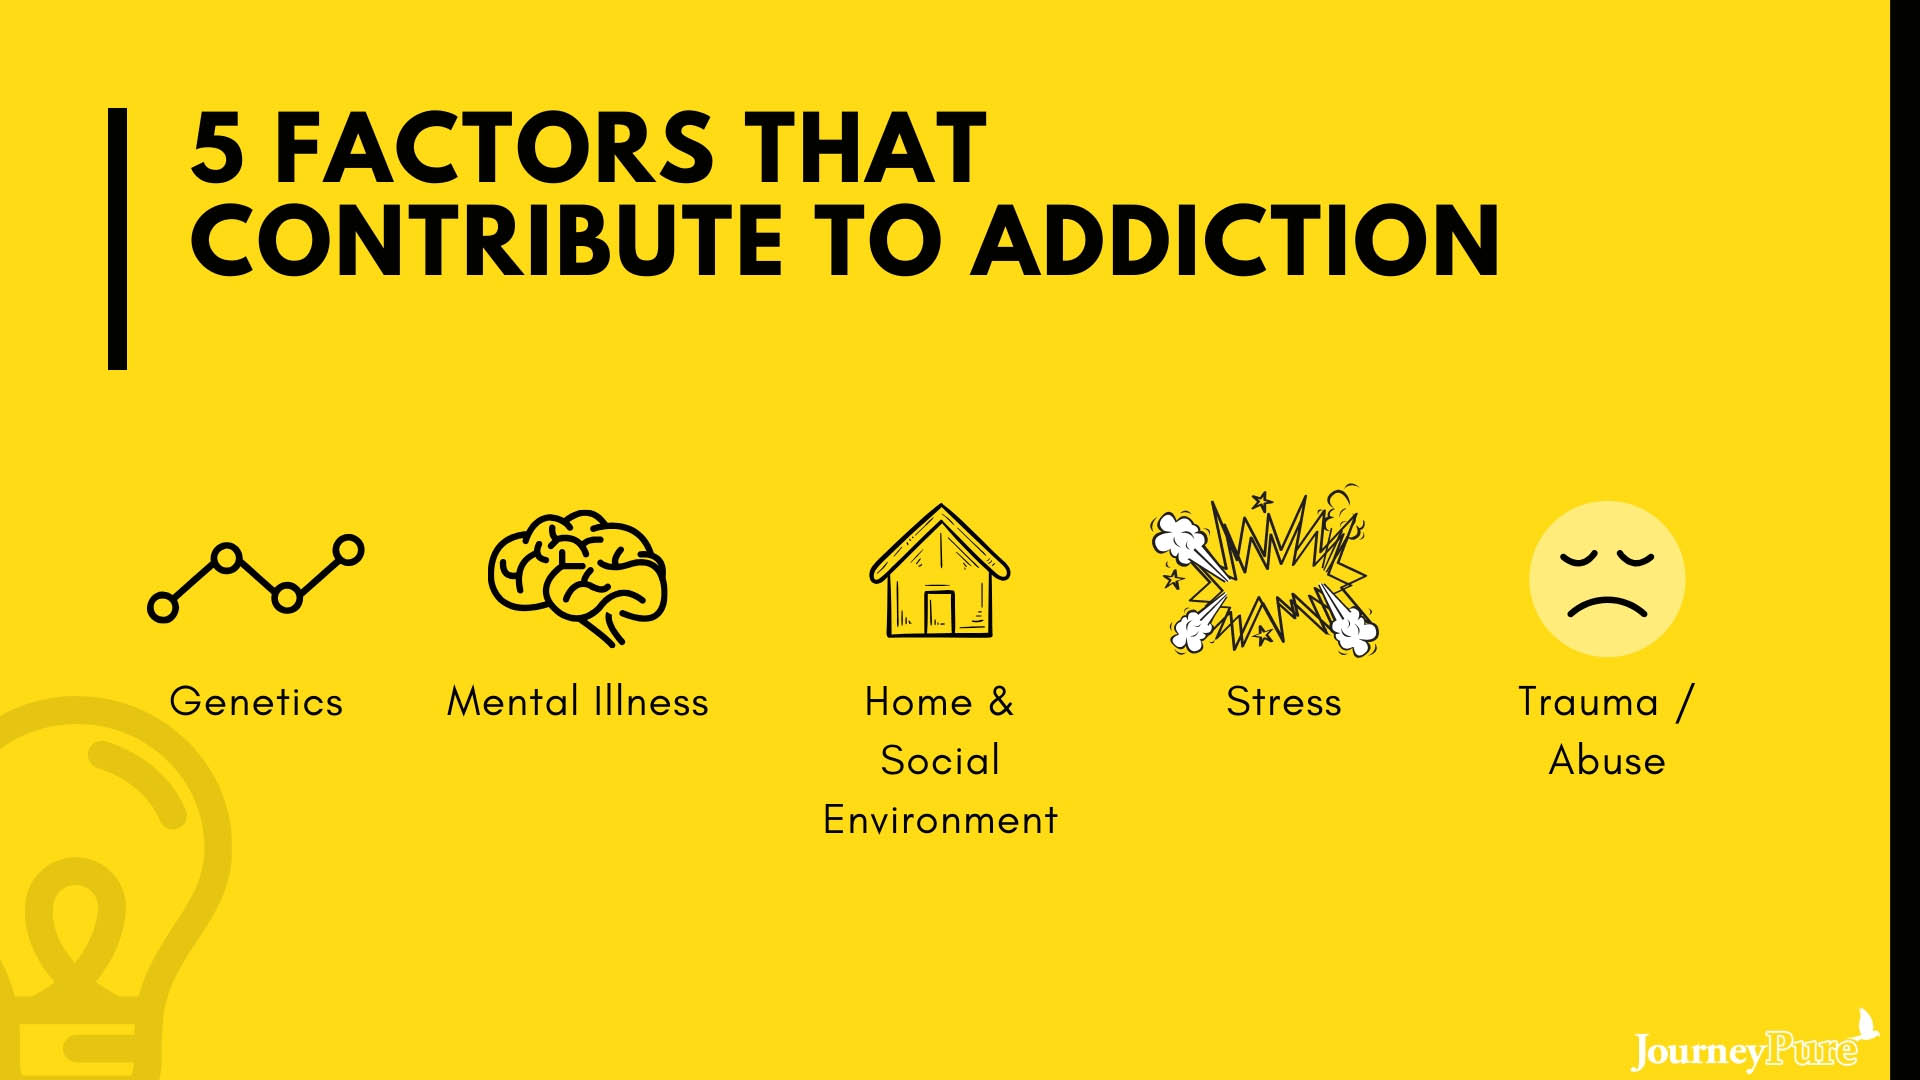 5 FACTORS THAT
CONTRIBUTE TO ADDICTION
Genetics
Mental Illness
Home &
Social
Environment
Stress
Trauma /
Abuse
JourneyPure